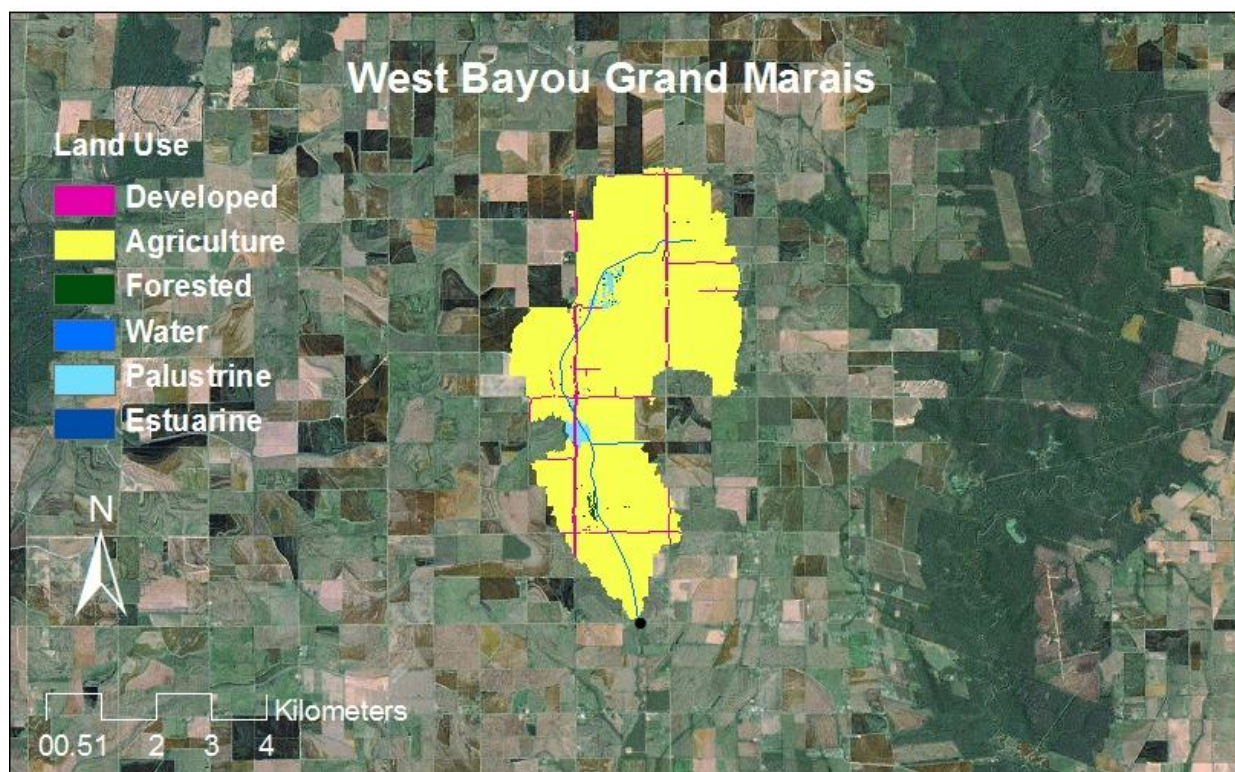 West Bayou Grand Marais
Land Use
Developed
Agriculture
Forested
Water
Palustrine
Estuarine
N
Kilometers
00.51 2 3 4